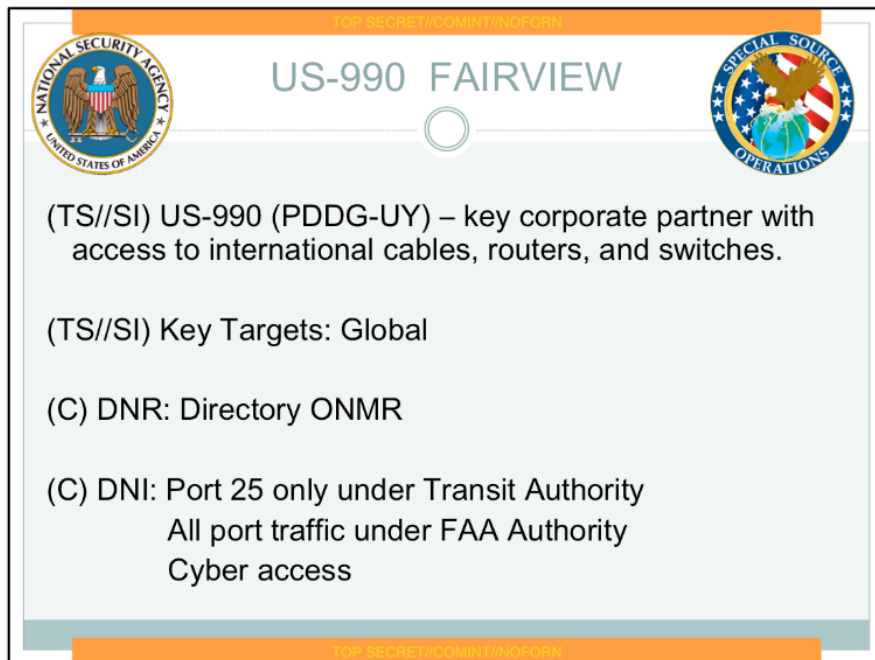 TOP SECRET//COMINT//NOFORN
NATIONAL SECURITY AGENCY
UNITED STATES OF AMERICA
US-990 FAIRVIEW
SPECIAL SOURCE
OPERATIONS
(TS//SI) US-990 (PDDG-UY) – key corporate partner with
access to international cables, routers, and switches.
(TS//SI) Key Targets: Global
(C) DNR: Directory ONMR
(C) DNI: Port 25 only under Transit Authority
All port traffic under FAA Authority
Cyber access
TOP SECRET//COMINT//NOFORN